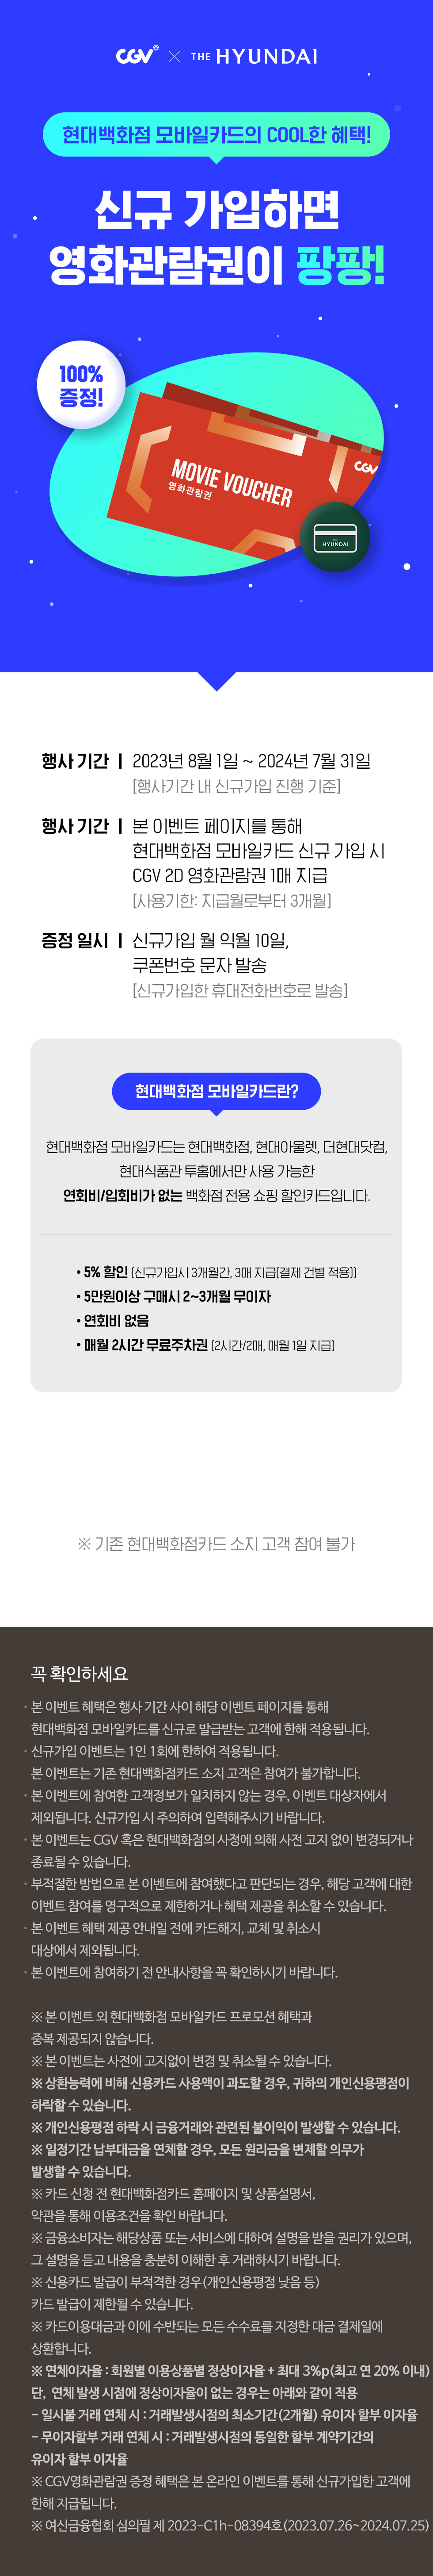 CGV × THE HYUNDAI
현대백화점 모바일카드의 COOL한 혜택!
신규 가입하면
영화관람권이 팡팡!
100%
증정!
CGV
MOVIE VOUCHER
영화관람권
THE
HYUNDAI
행사 기간 | 2023년 8월 1일 ~ 2024년 7월 31일
[행사기간 내 신규가입 진행 기준]
행사 기간 | 본 이벤트 페이지를 통해
현대백화점 모바일카드 신규 가입 시
CGV 2D 영화관람권 1매 지급
[사용기한: 지급월로부터 3개월]
증정 일시 | 신규가입 월 익월 10일,
쿠폰번호 문자 발송
[신규가입한 휴대전화번호로 발송]
현대백화점 모바일카드란?
현대백화점 모바일카드는 현대백화점, 현대아울렛, 더현대닷컴,
현대식품관 투홈에서만 사용 가능한
연회비/입회비가 없는 백화점 전용 쇼핑 할인카드입니다.
• 5% 할인 (신규가입시 3개월간, 3매 지급(결제 건별 적용))
• 5만원이상 구매시 2~3개월 무이자
• 연회비 없음
• 매월 2시간 무료주차권 (2시간/2매, 매월 1일 지급)
※ 기존 현대백화점카드 소지 고객 참여 불가
꼭 확인하세요
· 본 이벤트 혜택은 행사 기간 사이 해당 이벤트 페이지를 통해
현대백화점 모바일카드를 신규로 발급받는 고객에 한해 적용됩니다.
· 신규가입 이벤트는 1인 1회에 한하여 적용됩니다.
본 이벤트는 기존 현대백화점카드 소지 고객은 참여가 불가합니다.
· 본 이벤트에 참여한 고객정보가 일치하지 않는 경우, 이벤트 대상자에서
제외됩니다. 신규가입 시 주의하여 입력해주시기 바랍니다.
· 본 이벤트는 CGV 혹은 현대백화점의 사정에 의해 사전 고지 없이 변경되거나
종료될 수 있습니다.
· 부적절한 방법으로 본 이벤트에 참여했다고 판단되는 경우, 해당 고객에 대한
이벤트 참여를 영구적으로 제한하거나 혜택 제공을 취소할 수 있습니다.
· 본 이벤트 혜택 제공 안내일 전에 카드해지, 교체 및 취소시
대상에서 제외됩니다.
· 본 이벤트에 참여하기 전 안내사항을 꼭 확인하시기 바랍니다.
※ 본 이벤트 외 현대백화점 모바일카드 프로모션 혜택과
중복 제공되지 않습니다.
※ 본 이벤트는 사전에 고지없이 변경 및 취소될 수 있습니다.
※ 상환능력에 비해 신용카드 사용액이 과도할 경우, 귀하의 개인신용평점이
하락할 수 있습니다.
※ 개인신용평점 하락 시 금융거래와 관련된 불이익이 발생할 수 있습니다.
※ 일정기간 납부대금을 연체할 경우, 모든 원리금을 변제할 의무가
발생할 수 있습니다.
※ 카드 신청 전 현대백화점카드 홈페이지 및 상품설명서,
약관을 통해 이용조건을 확인 바랍니다.
※ 금융소비자는 해당상품 또는 서비스에 대하여 설명을 받을 권리가 있으며,
그 설명을 듣고 내용을 충분히 이해한 후 거래하시기 바랍니다.
※ 신용카드 발급이 부적격한 경우(개인신용평점 낮음 등)
카드 발급이 제한될 수 있습니다.
※ 카드이용대금과 이에 수반되는 모든 수수료를 지정한 대금 결제일에
상환합니다.
※ 연체이자율 : 회원별 이용상품별 정상이자율 + 최대 3%p(최고 연 20% 이내)
단, 연체 발생 시점에 정상이자율이 없는 경우는 아래와 같이 적용
- 일시불 거래 연체 시 : 거래발생시점의 최소기간(2개월) 유이자 할부 이자율
- 무이자할부 거래 연체 시 : 거래발생시점의 동일한 할부 계약기간의
유이자 할부 이자율
※ CGV영화관람권 증정 혜택은 본 온라인 이벤트를 통해 신규가입한 고객에
한해 지급됩니다.
※ 여신금융협회 심의필 제 2023-C1h-08394호(2023.07.26~2024.07.25)